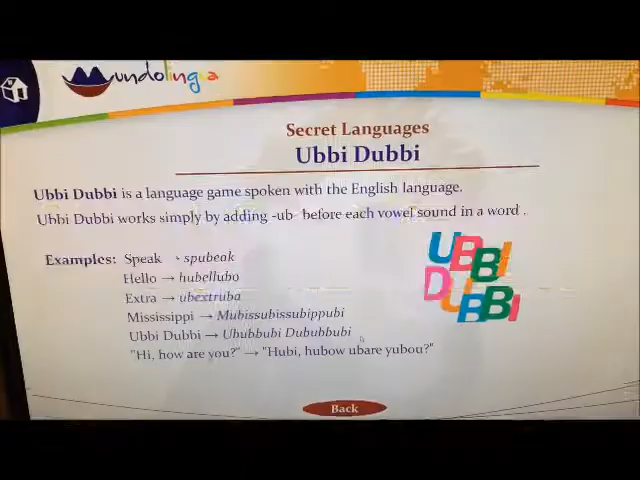 Mundolingua
Secret Languages
Ubbi Dubbi
Ubbi Dubbi is a language game spoken with the English language.
Ubbi Dubbi works simply by adding -ub- before each vowel sound in a word .
Examples: Speak → spubeak
Hello → hubellubo
Extra → ubextruba
Mississippi → Mubissubissubippubi
Ubbi Dubbi → Ububbubi Dububbubi
"Hi, how are you?" → "Hubi, hubow ubare yubou?"
UBBI
DUBBI
Back